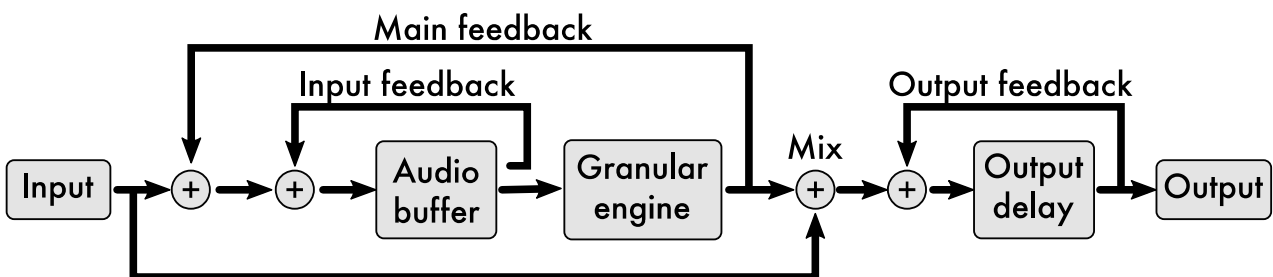 Main feedback
Input feedback
Output feedback
Mix
Input
+
+
Audio
buffer
Granular
engine
+
+
Output
delay
Output